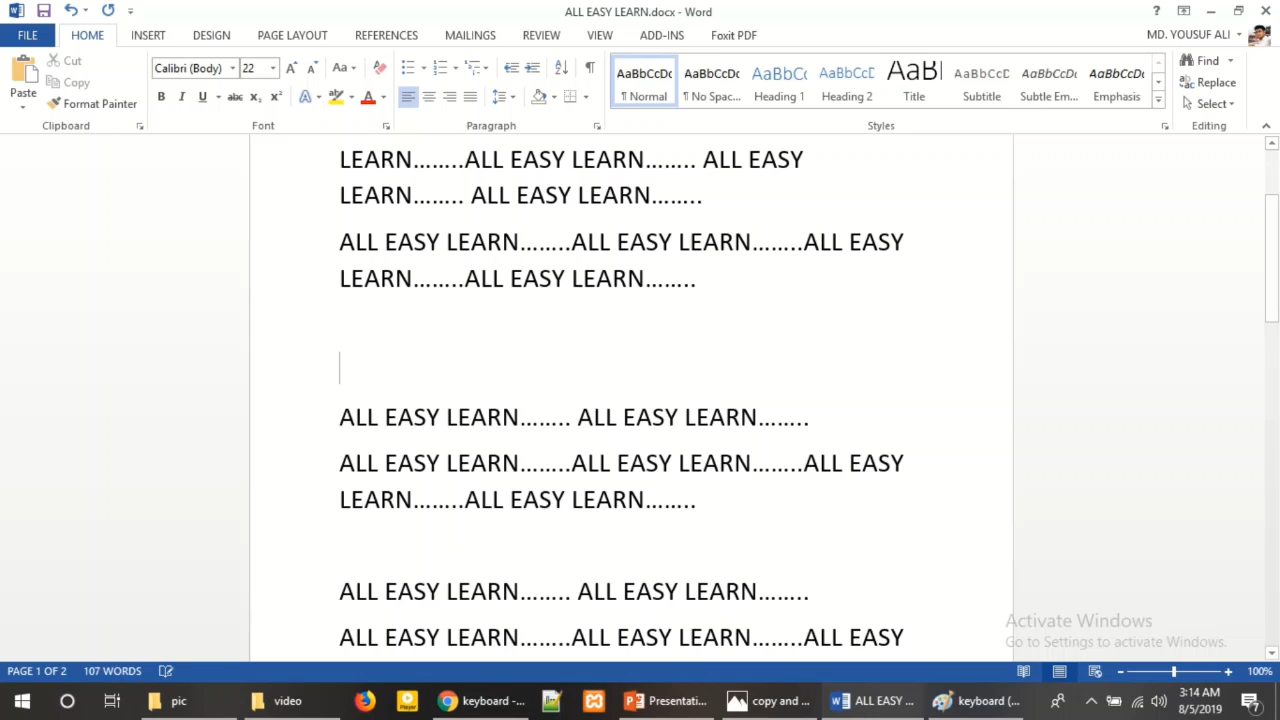 ALL EASY LEARN.docx - Word
?
FILE HOME INSERT DESIGN PAGE LAYOUT REFERENCES MAILINGS REVIEW VIEW ADD-INS Foxit PDF MD. YOUSUF ALI
Paste
Cut
Copy
Format Painter
Clipboard
Calibri (Body) 22
Font
Paragraph
AaBbCcDc AaBbCcDc AaBbCc AaBbCcD AaBl AaBbCcD AaBbCcDc AaBbCcDc
¶ Normal ¶ No Spac... Heading 1 Heading 2 Title Subtitle Subtle Em... Emphasis
Styles
Find
Replace
Select
Editing
LEARN……..ALL EASY LEARN…….. ALL EASY
LEARN…….. ALL EASY LEARN……..
ALL EASY LEARN……..ALL EASY LEARN……..ALL EASY
LEARN……..ALL EASY LEARN……..
ALL EASY LEARN…….. ALL EASY LEARN……..
ALL EASY LEARN……..ALL EASY LEARN……..ALL EASY
LEARN……..ALL EASY LEARN……..
ALL EASY LEARN…….. ALL EASY LEARN……..
ALL EASY LEARN……..ALL EASY LEARN……..ALL EASY
Activate Windows
Go to Settings to activate Windows.
PAGE 1 OF 2 107 WORDS 100%
pic video Player keyboard -... Presentati... copy and ... ALL EASY ... keyboard (...
3:14 AM
8/5/2019
7